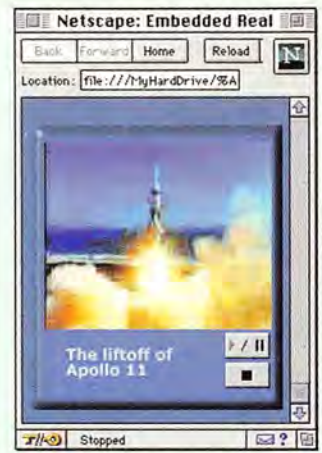 Netscape: Embedded Real
Back Forward Home Reload
N
Location: file:///MyHardDrive/%A
The liftoff of
Apollo 11
Stopped
?